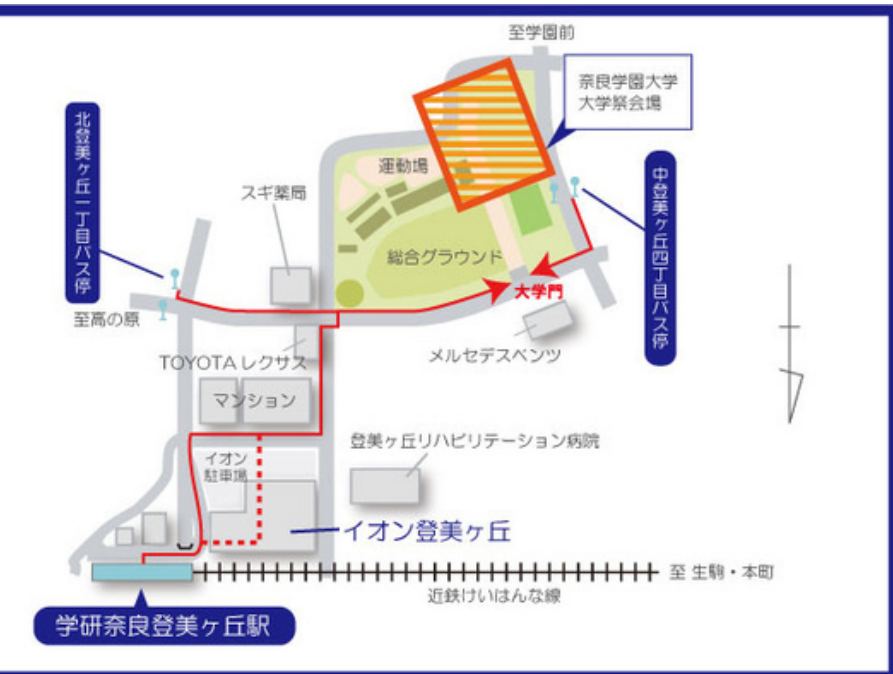 至学園前
奈良学園大学
大学祭会場
北登美ヶ丘一丁目バス停
運動場
スギ薬局
中登美ヶ丘四丁目バス停
総合グラウンド
大学門
至高の原
メルセデスベンツ
TOYOTAレクサス
マンション
登美ヶ丘リハビリテーション病院
イオン
駐車場
イオン登美ヶ丘
至 生駒・本町
近鉄けいはんな線
学研奈良登美ヶ丘駅